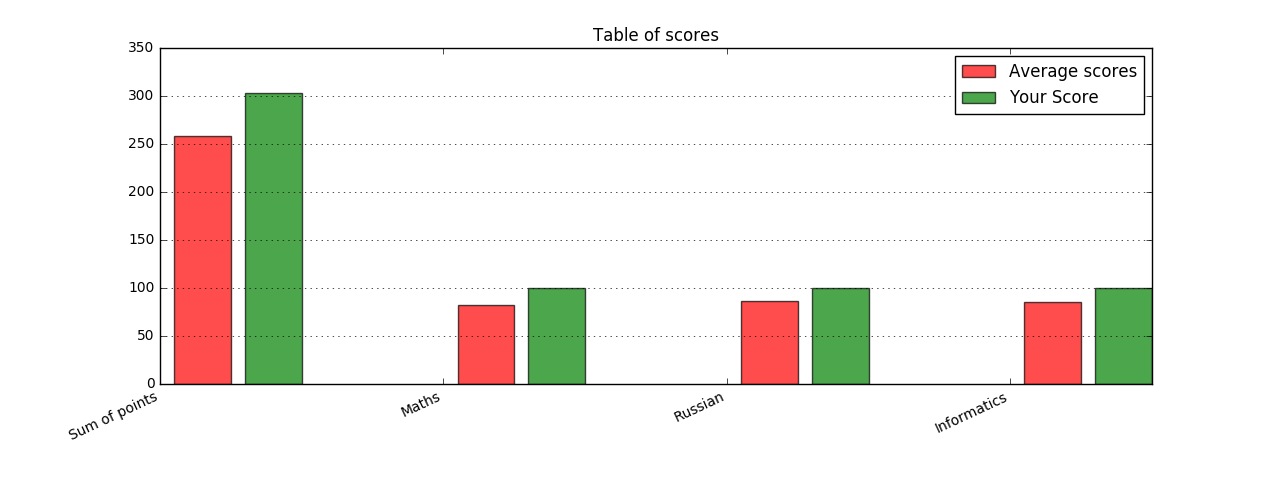 Table of scores
350
300
250
200
150
100
50
0
Average scores
Your Score
Sum of points
Maths
Russian
Informatics